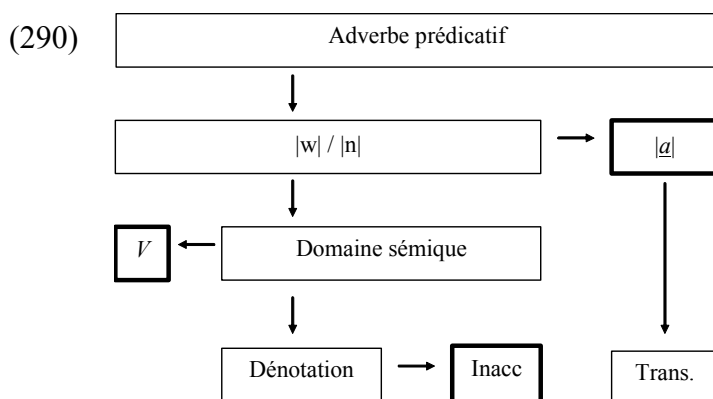 (290) Adverbe prédicatif
|w| / |n| |a|
V Domaine sémique
Dénotation Inacc Trans.